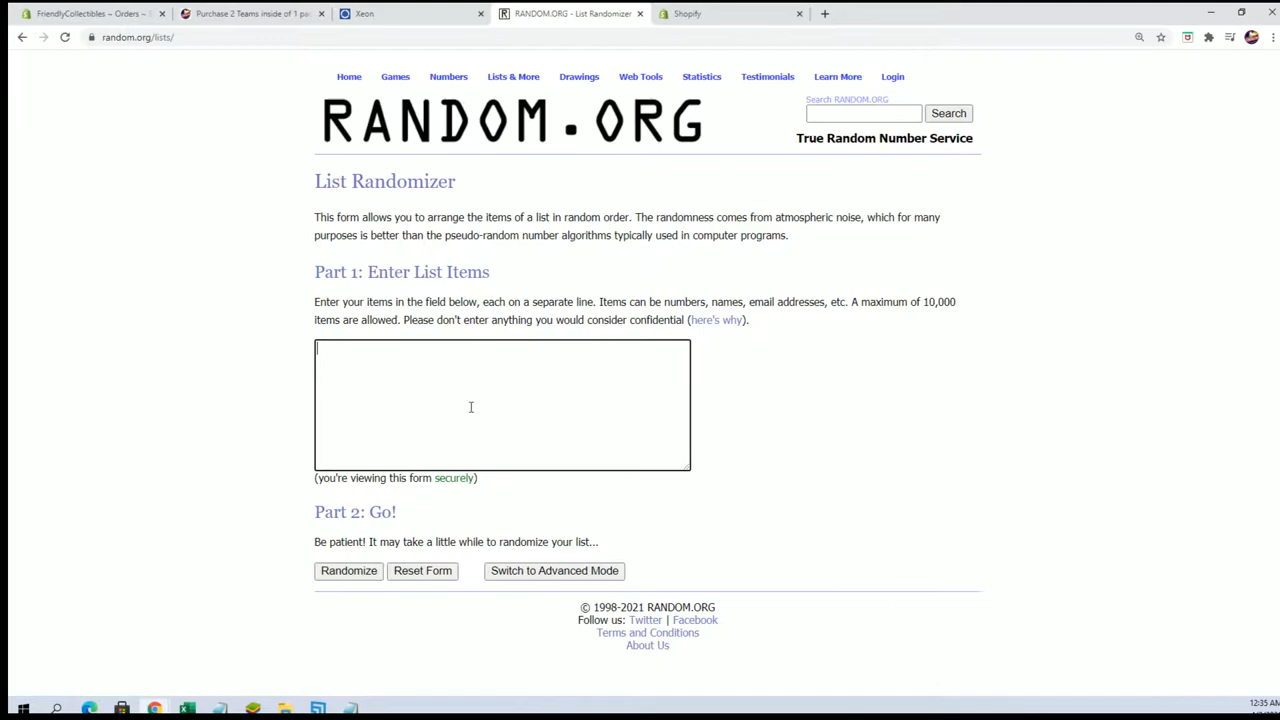 FriendlyCollectibles ~ Orders ~ S
Purchase 2 Teams inside of 1 pa
Xeon
RANDOM.ORG - List Randomizer
Shopify
random.org/lists/
Home Games Numbers Lists & More Drawings Web Tools Statistics Testimonials Learn More Login
RANDOM.ORG
Search RANDOM.ORG
Search
True Random Number Service
List Randomizer
This form allows you to arrange the items of a list in random order. The randomness comes from atmospheric noise, which for many
purposes is better than the pseudo-random number algorithms typically used in computer programs.
Part 1: Enter List Items
Enter your items in the field below, each on a separate line. Items can be numbers, names, email addresses, etc. A maximum of 10,000
items are allowed. Please don't enter anything you would consider confidential (here's why).
(you're viewing this form securely)
Part 2: Go!
Be patient! It may take a little while to randomize your list...
Randomize Reset Form Switch to Advanced Mode
© 1998-2021 RANDOM.ORG
Follow us: Twitter | Facebook
Terms and Conditions
About Us
12:35 AM